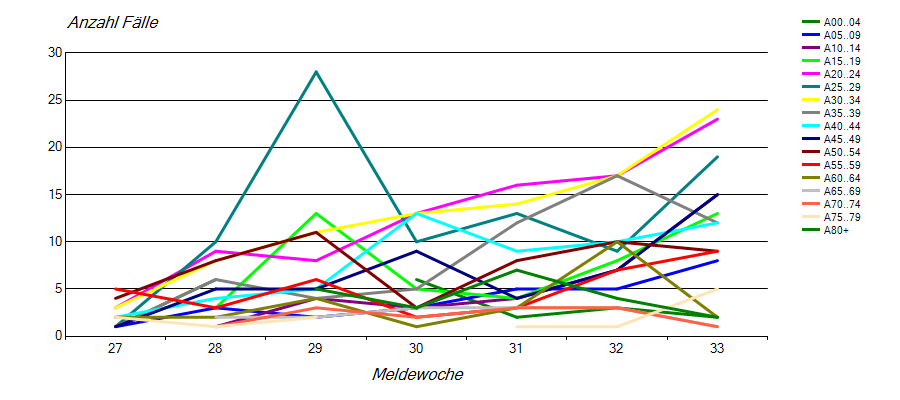 Anzahl Fälle
30
25
20
15
10
5
0
27 28 29 30 31 32 33
Meldewoche
A00..04
A05..09
A10..14
A15..19
A20..24
A25..29
A30..34
A35..39
A40..44
A45..49
A50..54
A55..59
A60..64
A65..69
A70..74
A75..79
A80+